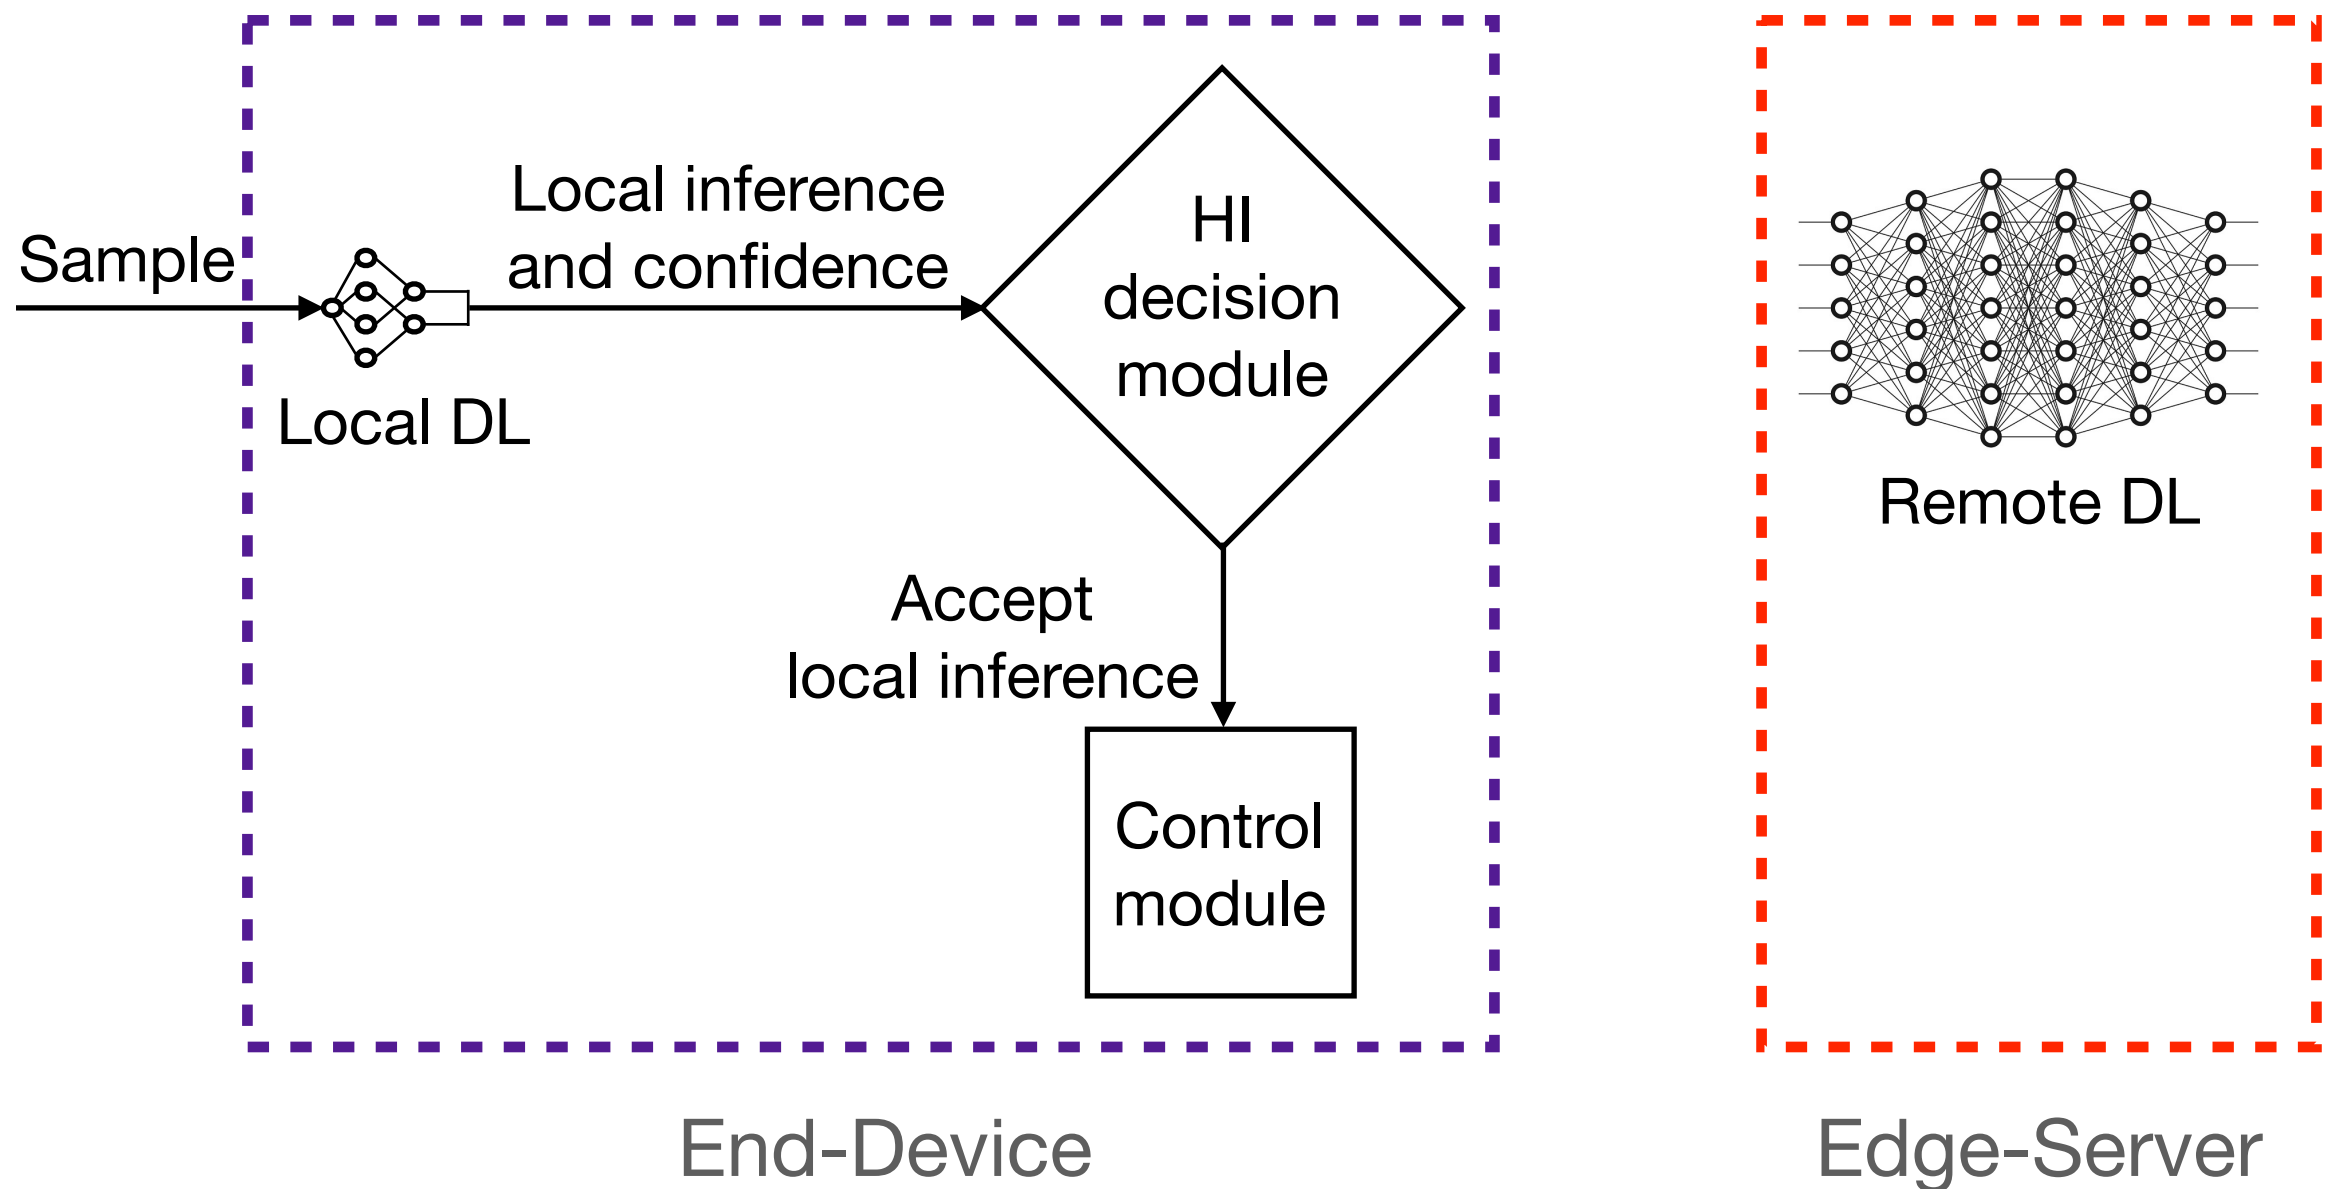 Sample
Local DL
Local inference
and confidence
HI
decision
module
Accept
local inference
Control
module
End-Device
Remote DL
Edge-Server